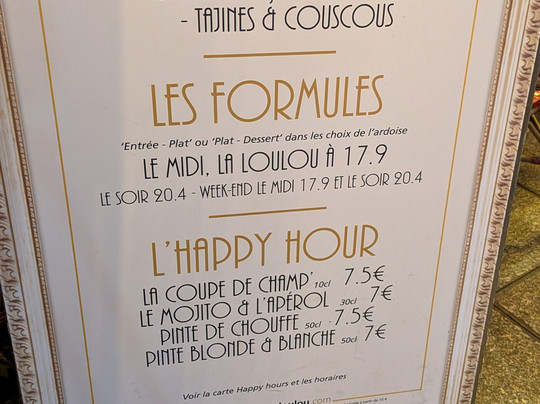 - TAJINES & COUSCOUS
LES FORMULES
'Entrée - Plat' ou 'Plat - Dessert' dans les choix de l'ardoise
LE MIDI, LA LOULOU À 17.9
LE SOIR 20.4 - WEEK-END LE MIDI 17.9 ET LE SOIR 20.4
L'HAPPY HOUR
LA COUPE DE CHAMP' 10cl 7.5€
LE MOJITO & L'APÉROL 30cl 7€
PINTE DE CHOUFFE 50cl 7.5€
PINTE BLONDE & BLANCHE 50cl 7€
Voir la carte Happy hours et les horaires
loulou.com